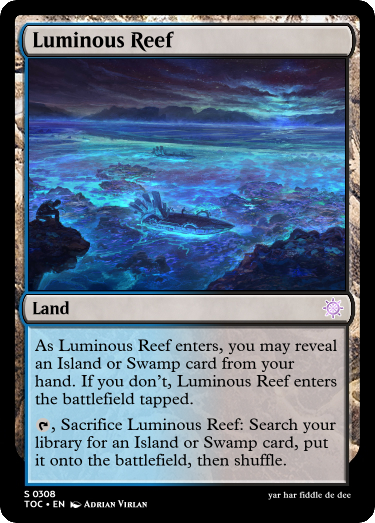 Luminous Reef
Land
As Luminous Reef enters, you may reveal
an Island or Swamp card from your
hand. If you don't, Luminous Reef enters
the battlefield tapped.
, Sacrifice Luminous Reef: Search your
library for an Island or Swamp card, put
it onto the battlefield, then shuffle.
S 0308
TOC • EN Adrian Virlan
yar har fiddle de dee